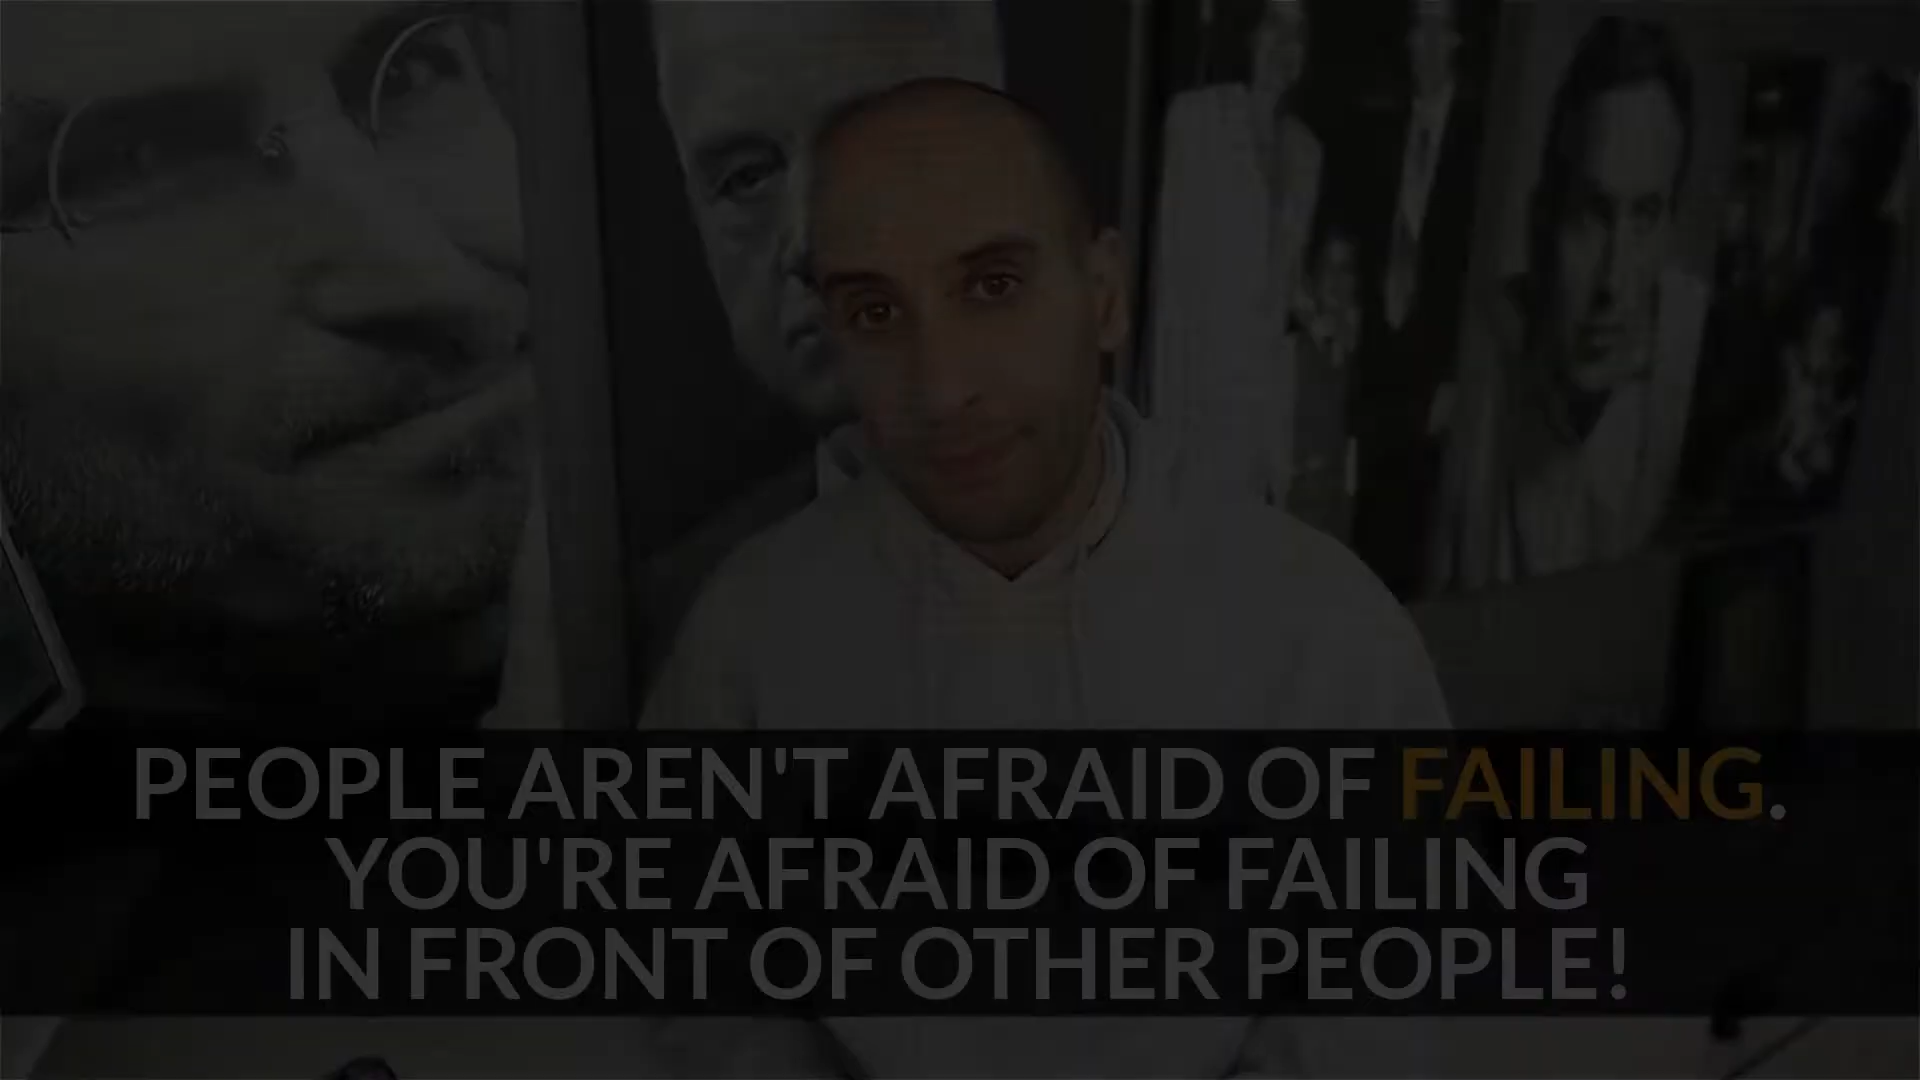 PEOPLE AREN'T AFRAID OF FAILING.
YOU'RE AFRAID OF FAILING
IN FRONT OF OTHER PEOPLE!